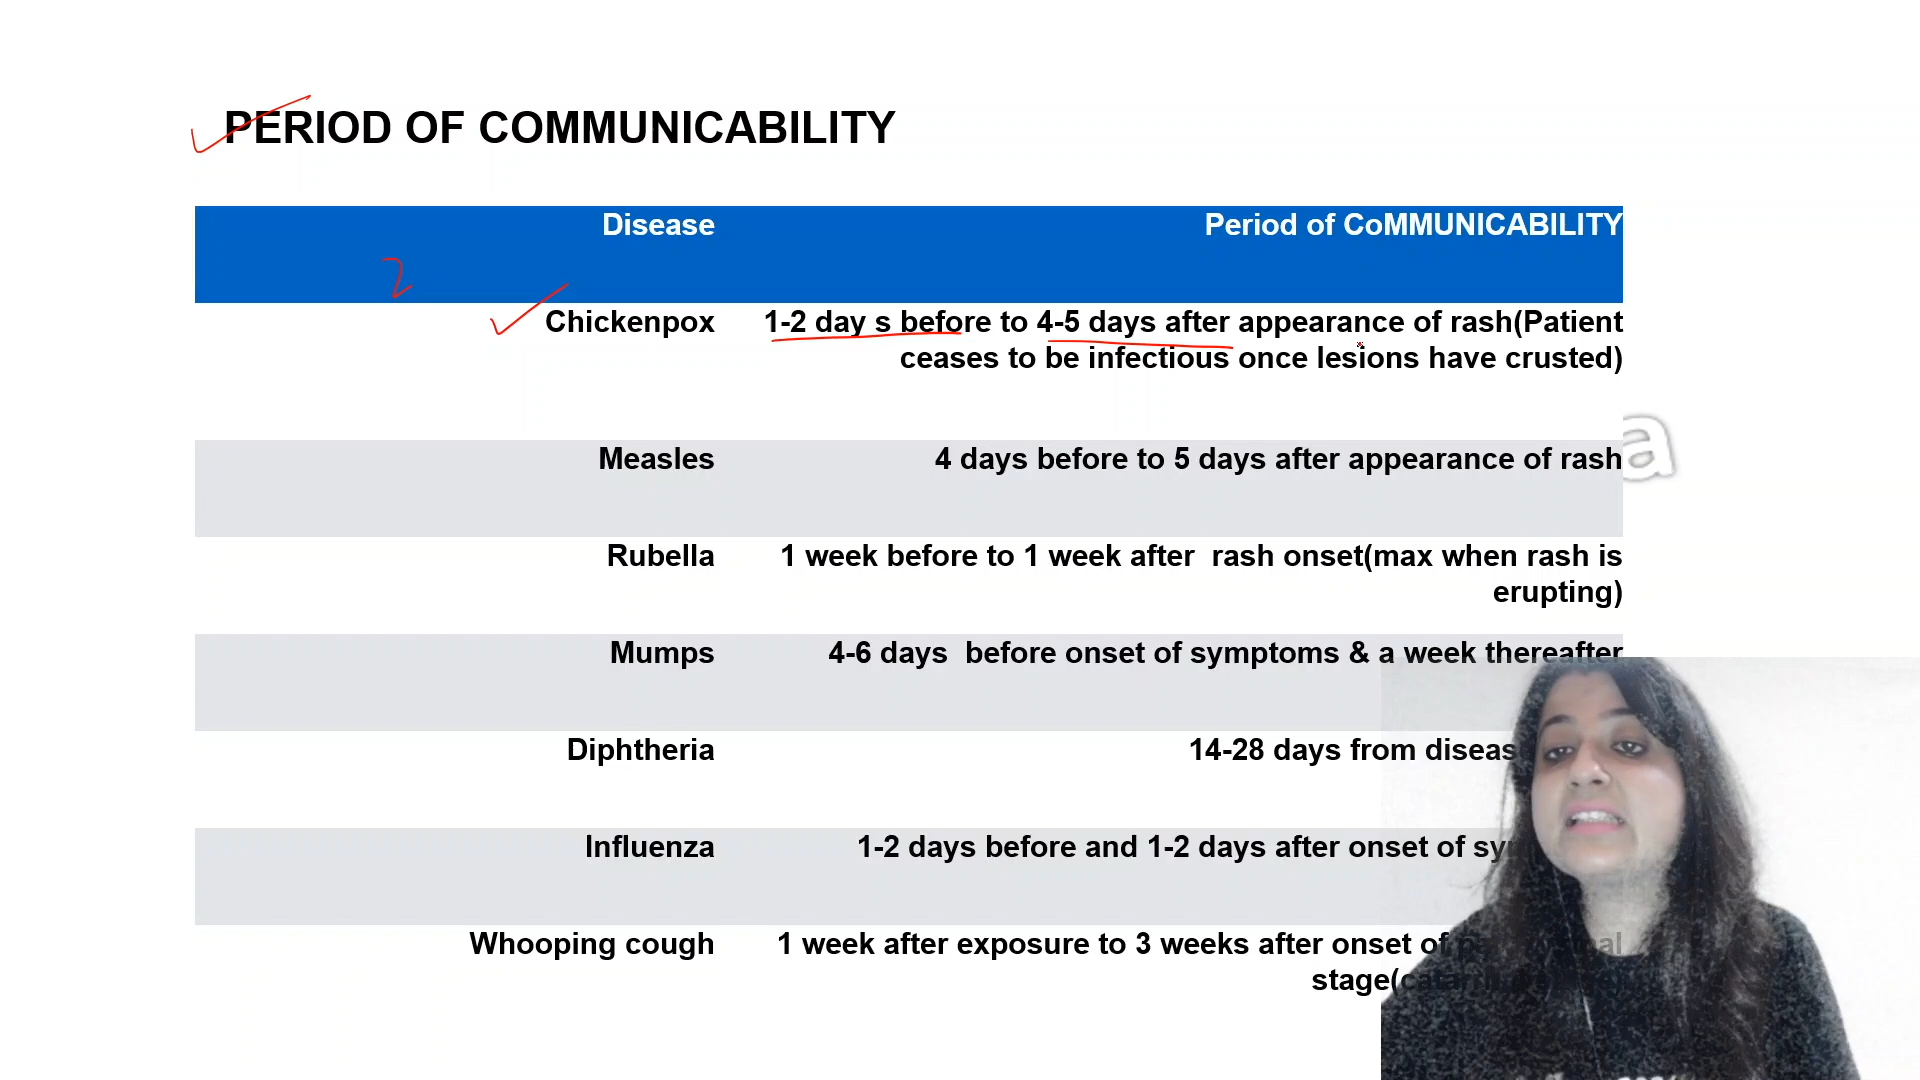 PERIOD OF COMMUNICABILITY
Disease Period of CoMMUNICABILITY
2
Chickenpox 1-2 day s before to 4-5 days after appearance of rash(Patient
ceases to be infectious once lesions have crusted)
a
Measles 4 days before to 5 days after appearance of rash
Rubella 1 week before to 1 week after rash onset(max when rash is
erupting)
Mumps 4-6 days before onset of symptoms & a week thereafter
Diphtheria 14-28 days from
Influenza 1-2 days before and 1-2 days after onset of
Whooping cough 1 week after exposure to 3 weeks after onset of